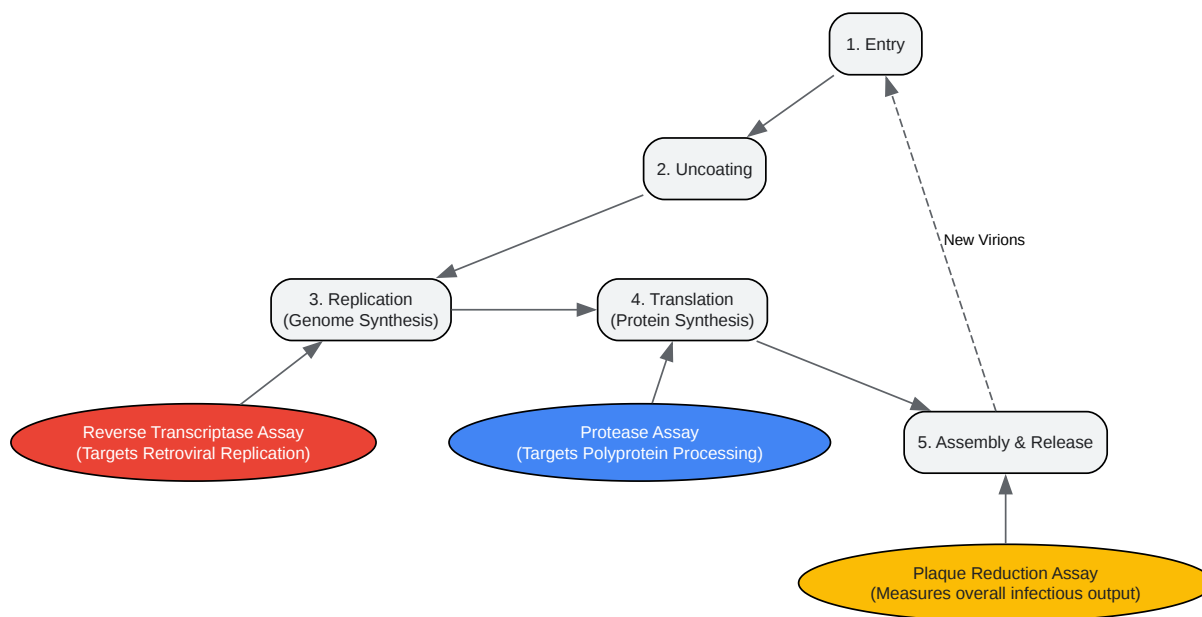 1. Entry
2. Uncoating
New Virions
3. Replication
(Genome Synthesis)
4. Translation
(Protein Synthesis)
Reverse Transcriptase Assay
(Targets Retroviral Replication)
Protease Assay
(Targets Polyprotein Processing)
5. Assembly & Release
Plaque Reduction Assay
(Measures overall infectious output)